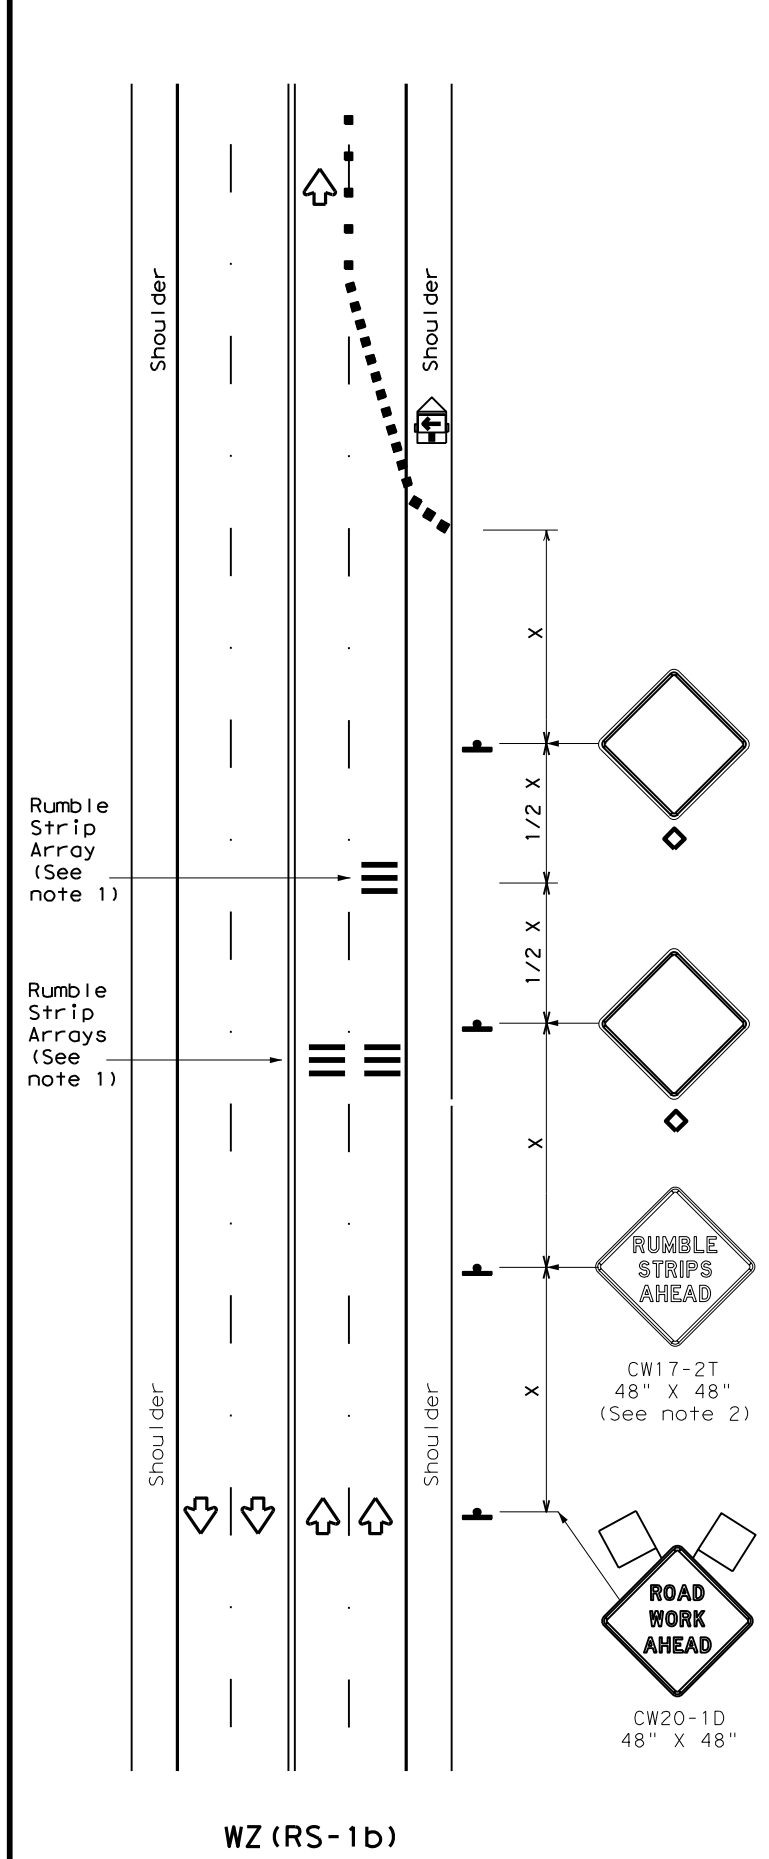 Shoulder
Shoulder
X
1/2 X
Rumble
Strip
Array
(See
note 1)
1/2 X
Rumble
Strip
Arrays
(See
note 1)
X
RUMBLE
STRIPS
AHEAD
CW17-2T
48" X 48"
(See note 2)
X
Shoulder
Shoulder
ROAD
WORK
AHEAD
CW20-1D
48" X 48"
WZ (RS-1b)